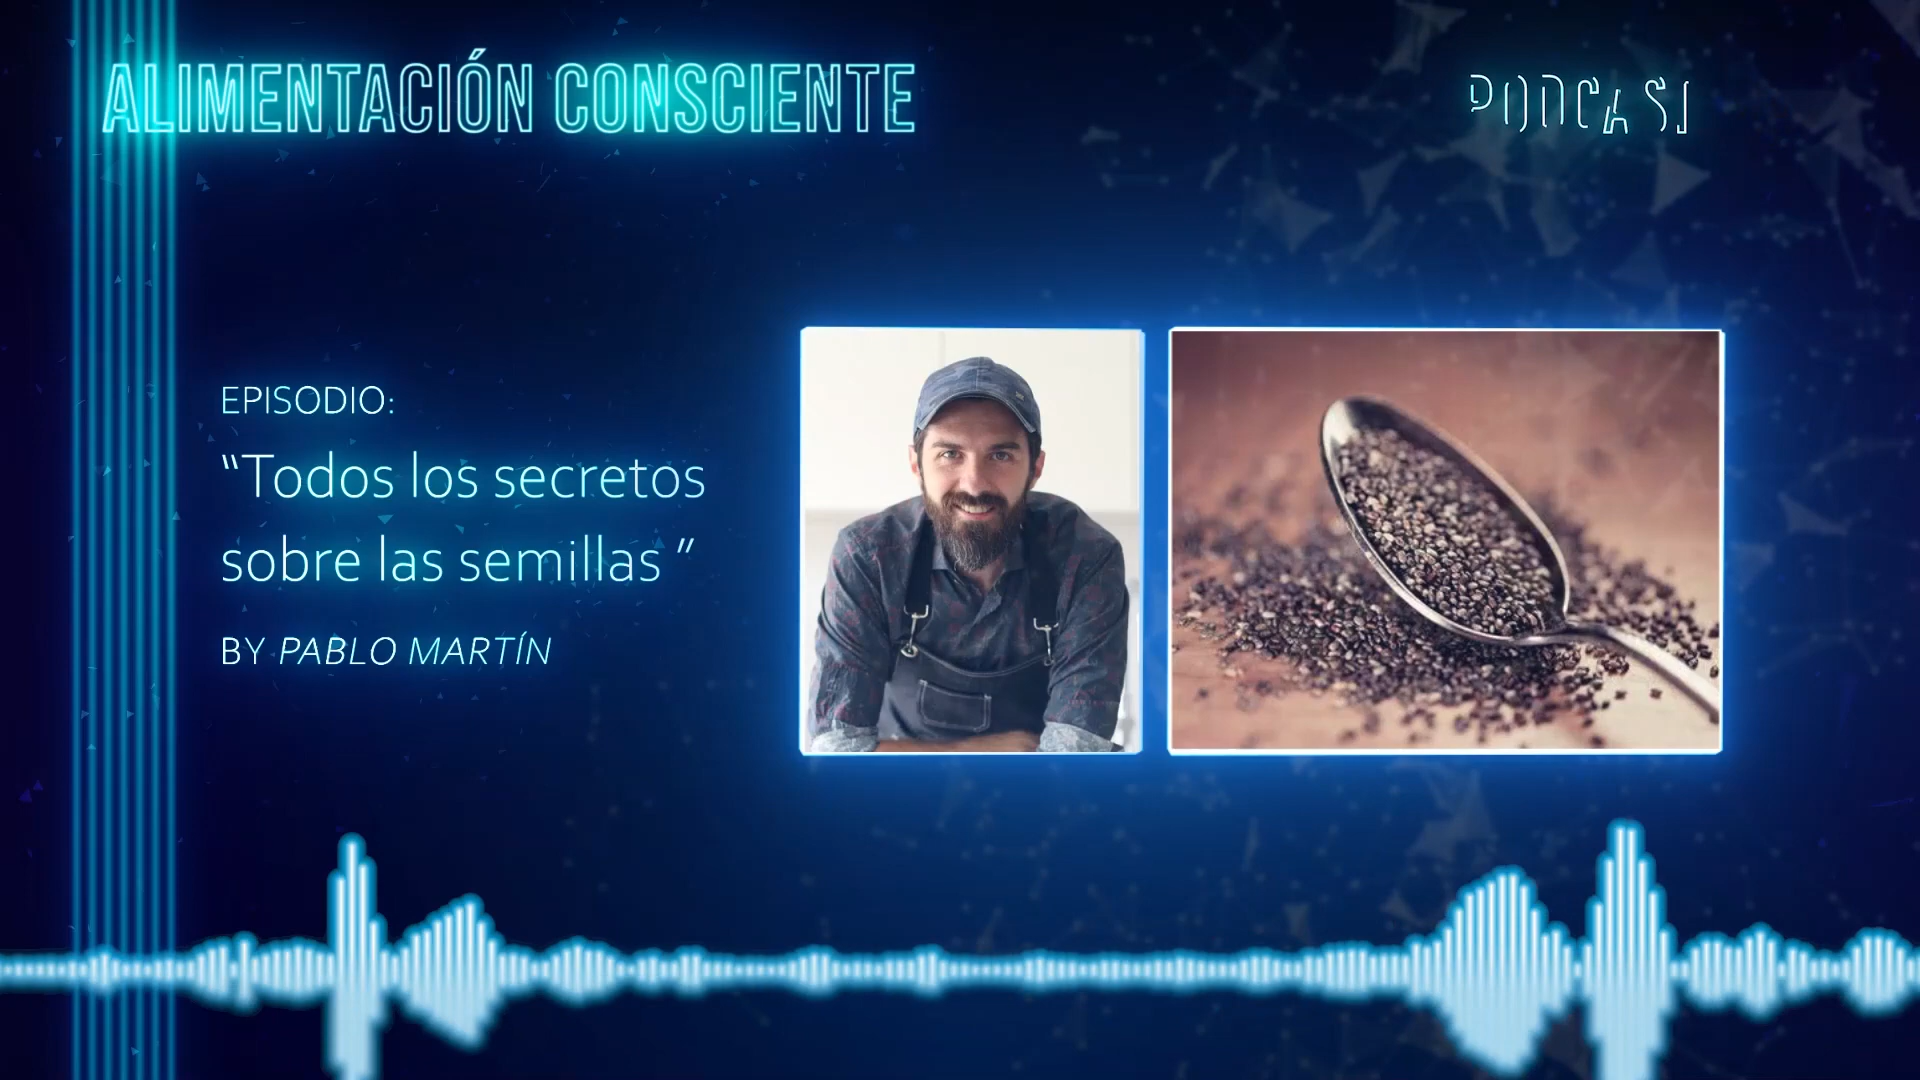 ALIMENTACIÓN CONSCIENTE
PODCAST
EPISODIO:
“Todos los secretos
sobre las semillas ”
BY PABLO MARTÍN